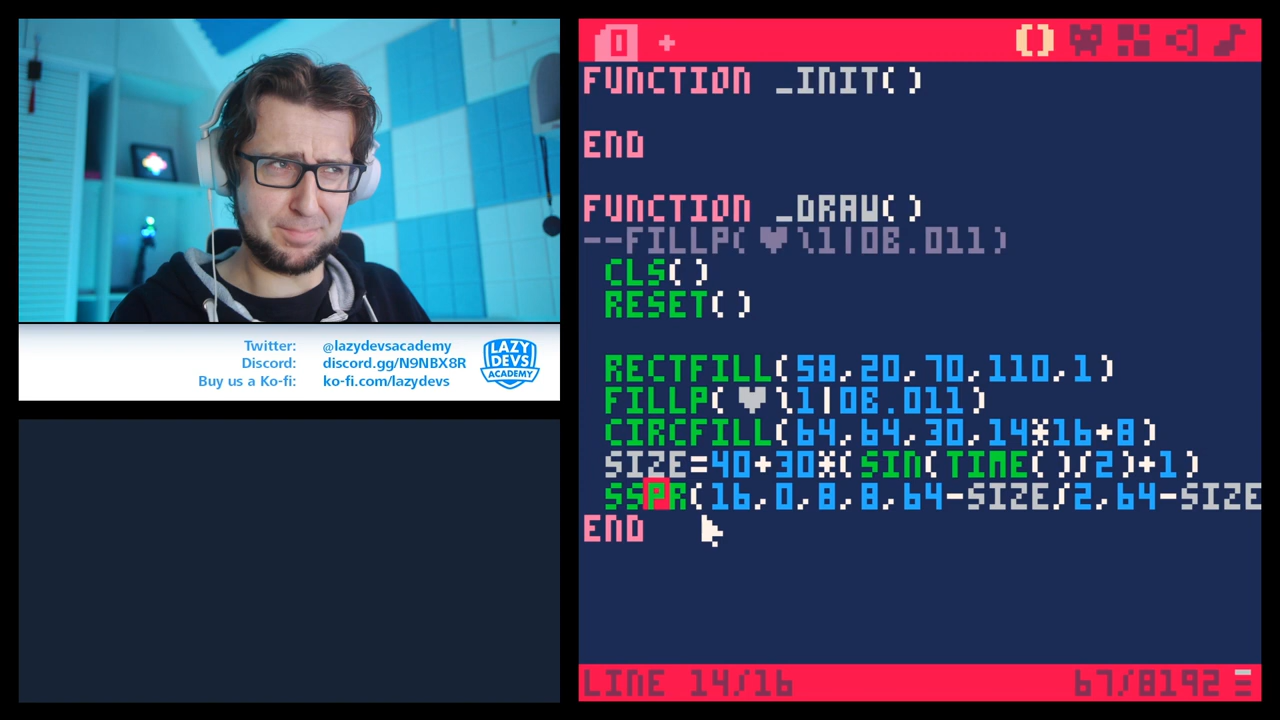 Twitter: @lazydevsacademy
Discord: discord.gg/N9NBX8R
Buy us a Ko-fi: ko-fi.com/lazydevs
LAZY
DEVS
ACADEMY
0 +
FUNCTION _INIT()
END
FUNCTION _DRAW()
--FILLP(♥\1|0B.011)
CLS()
RESET()
RECTFILL(58,20,70,110,1)
FILLP(♥\1|0B.011)
CIRCFILL(64,64,30,14*16+8)
SIZE=40+30*(SIN(TIME()/2)+1)
SSPR(16,0,8,8,64-SIZE/2,64-SIZE
END
LINE 14/16
67/8192